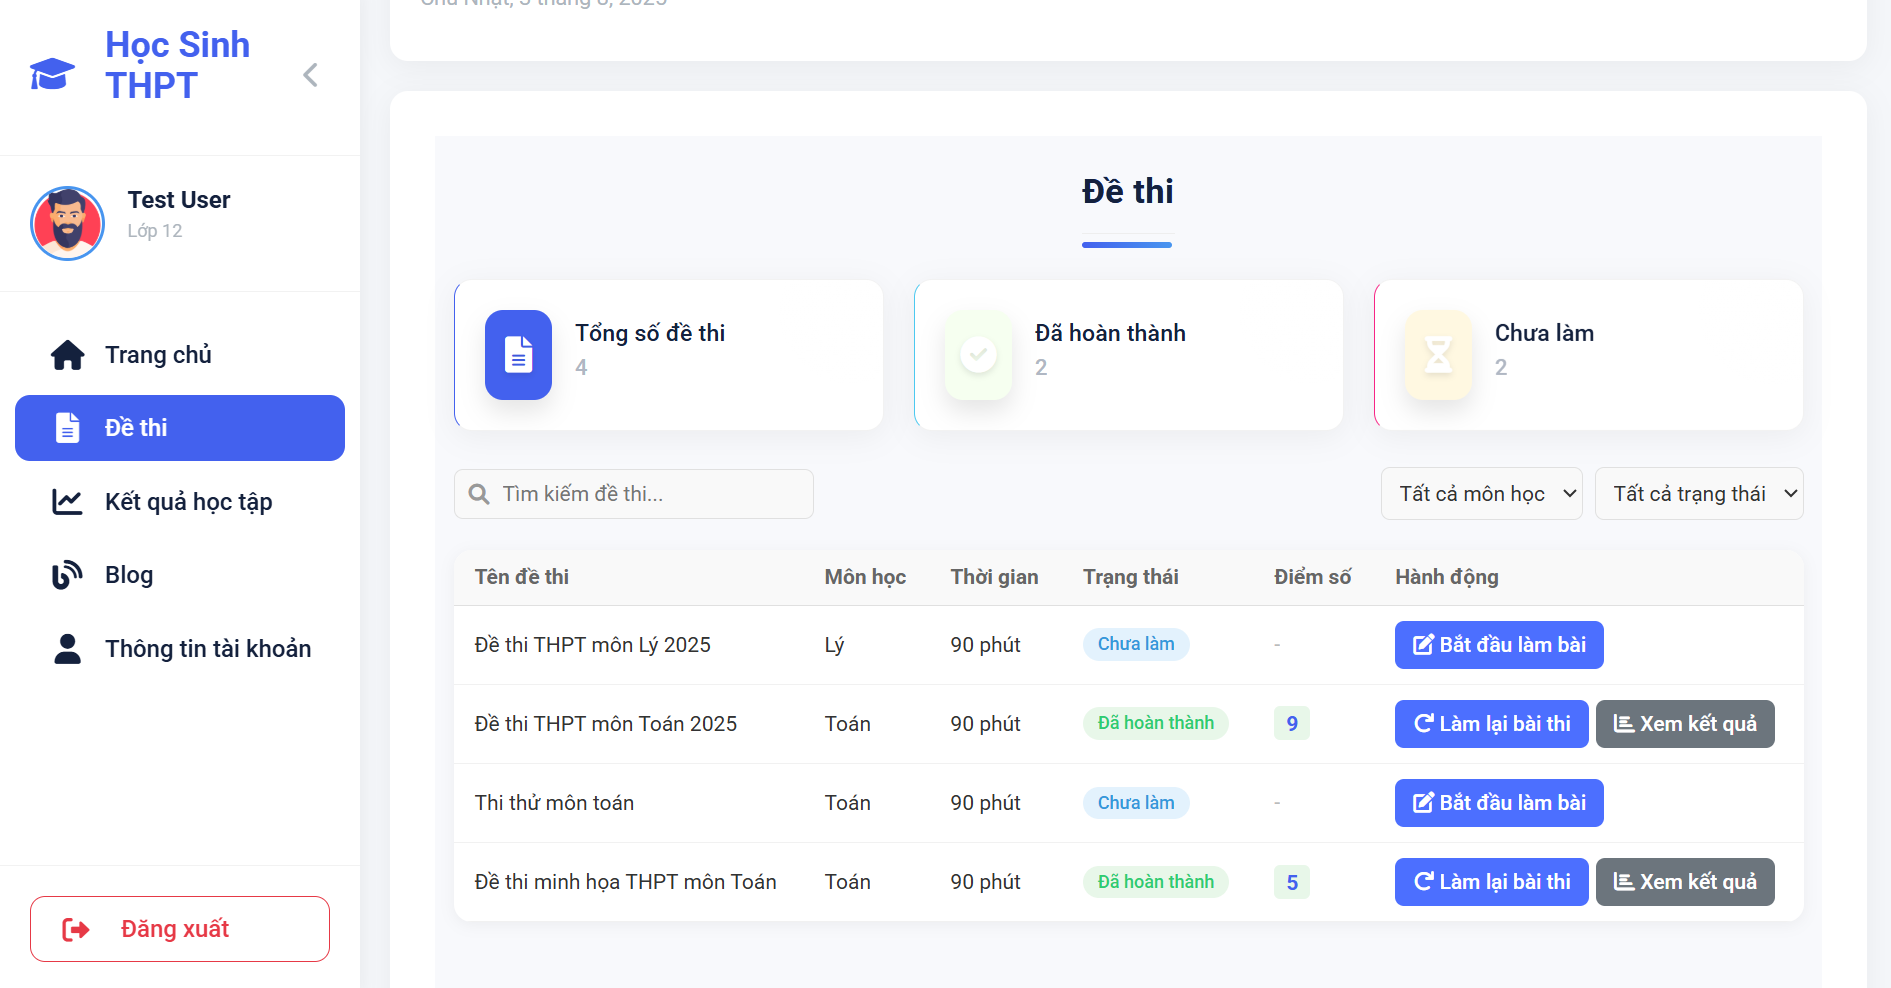 Học Sinh
THPT
Test User
Lớp 12
Trang chủ
Đề thi
Kết quả học tập
Blog
Thông tin tài khoản
Đăng xuất
Đề thi
Tổng số đề thi
4
Đã hoàn thành
2
Chưa làm
2
Tìm kiếm đề thi...
Tất cả môn học
Tất cả trạng thái
Tên đề thi Môn học Thời gian Trạng thái Điểm số Hành động
Đề thi THPT môn Lý 2025 Lý 90 phút Chưa làm - Bắt đầu làm bài
Đề thi THPT môn Toán 2025 Toán 90 phút Đã hoàn thành 9 Làm lại bài thi Xem kết quả
Thi thử môn toán Toán 90 phút Chưa làm - Bắt đầu làm bài
Đề thi minh họa THPT môn Toán Toán 90 phút Đã hoàn thành 5 Làm lại bài thi Xem kết quả